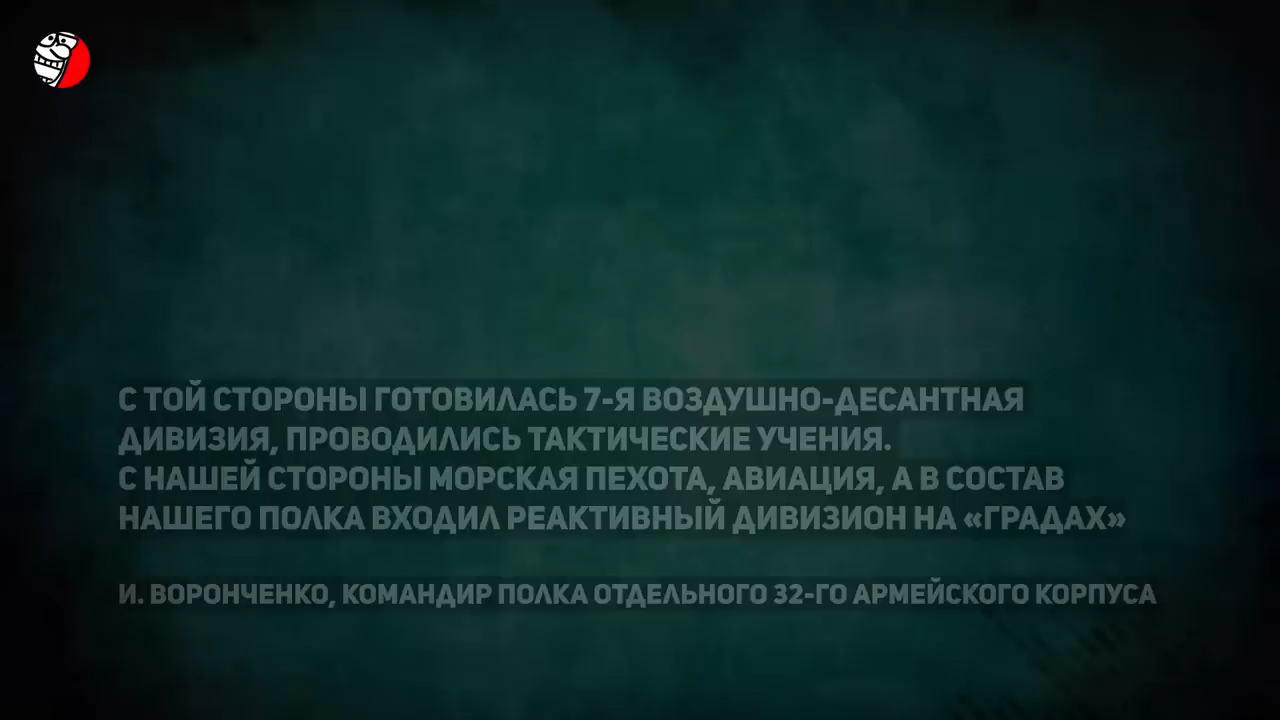 С ТОЙ СТОРОНЫ ГОТОВИЛАСЬ 7-Я ВОЗДУШНО-ДЕСАНТНАЯ
ДИВИЗИЯ, ПРОВОДИЛИСЬ ТАКТИЧЕСКИЕ УЧЕНИЯ.
С НАШЕЙ СТОРОНЫ МОРСКАЯ ПЕХОТА, АВИАЦИЯ, А В СОСТАВ
НАШЕГО ПОЛКА ВХОДИЛ РЕАКТИВНЫЙ ДИВИЗИОН НА «ГРАДАХ»
И. ВОРОНЧЕНКО, КОМАНДИР ПОЛКА ОТДЕЛЬНОГО 32-ГО АРМЕЙСКОГО КОРПУСА